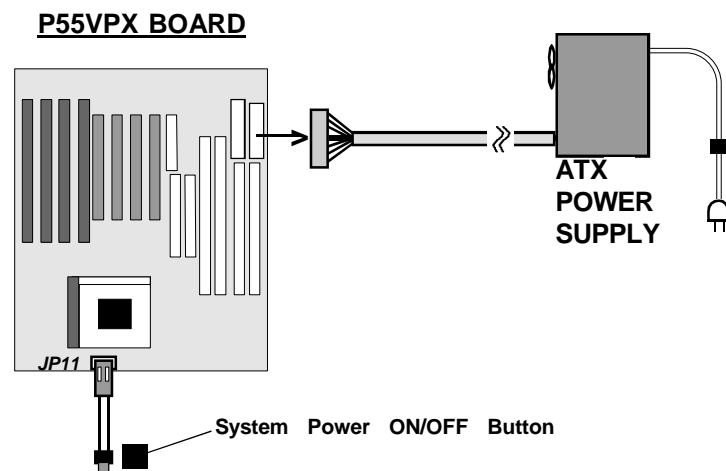 P55VPX BOARD
ATX
POWER
SUPPLY
JP11
System Power ON/OFF Button